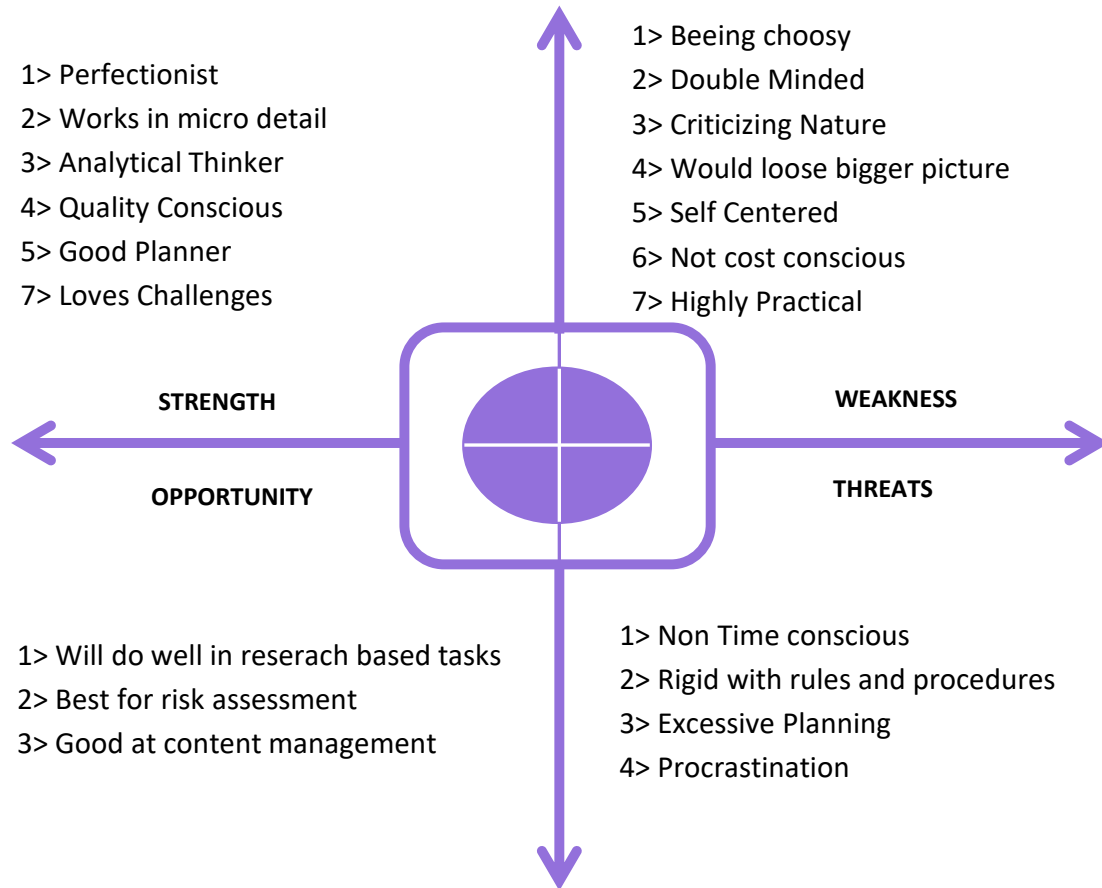 1> Perfectionist
2> Works in micro detail
3> Analytical Thinker
4> Quality Conscious
5> Good Planner
7> Loves Challenges
1> Beeing choosy
2> Double Minded
3> Criticizing Nature
4> Would loose bigger picture
5> Self Centered
6> Not cost conscious
7> Highly Practical
STRENGTH
WEAKNESS
OPPORTUNITY
THREATS
1> Will do well in reserach based tasks
2> Best for risk assessment
3> Good at content management
1> Non Time conscious
2> Rigid with rules and procedures
3> Excessive Planning
4> Procrastination